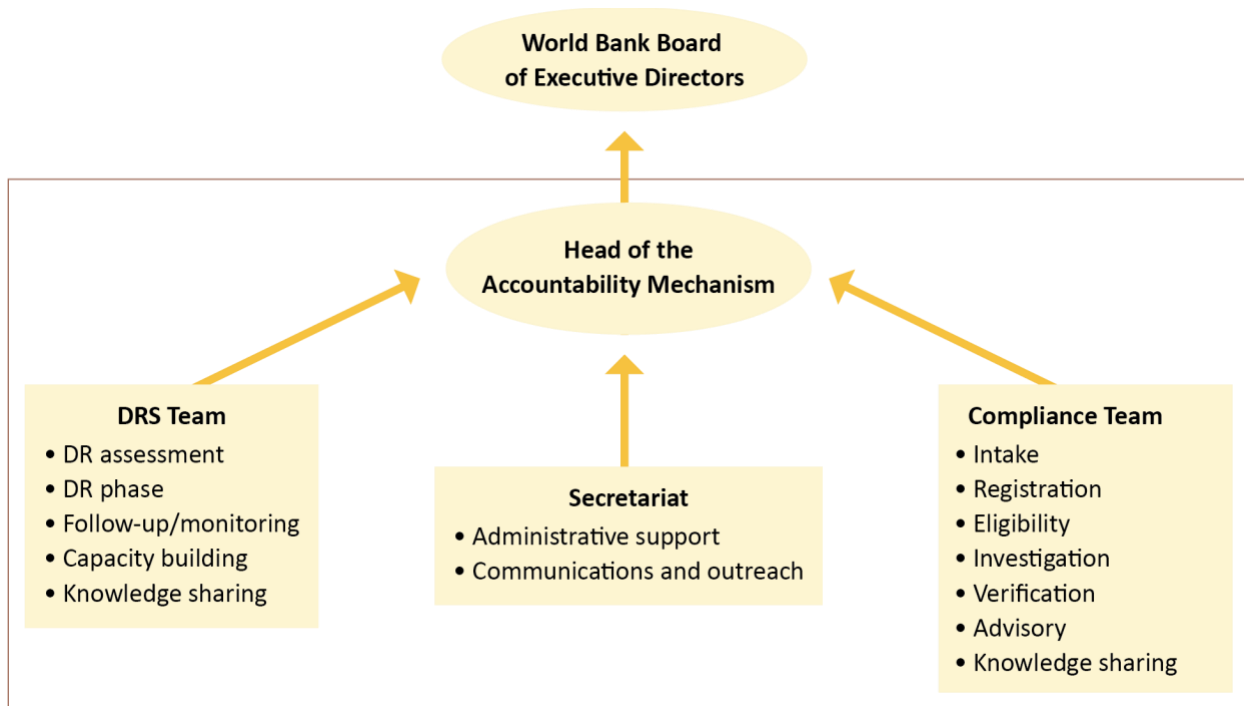 World Bank Board
of Executive Directors
Head of the
Accountability Mechanism
DRS Team
• DR assessment
• DR phase
• Follow-up/monitoring
• Capacity building
• Knowledge sharing
Secretariat
• Administrative support
• Communications and outreach
Compliance Team
• Intake
• Registration
• Eligibility
• Investigation
• Verification
• Advisory
• Knowledge sharing